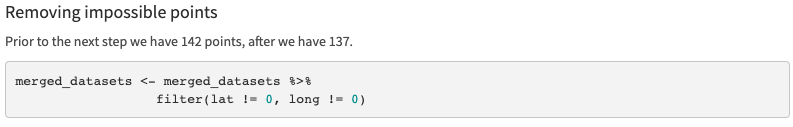 Removing impossible points
Prior to the next step we have 142 points, after we have 137.
merged_datasets <- merged_datasets %>%
filter(lat != 0, long != 0)